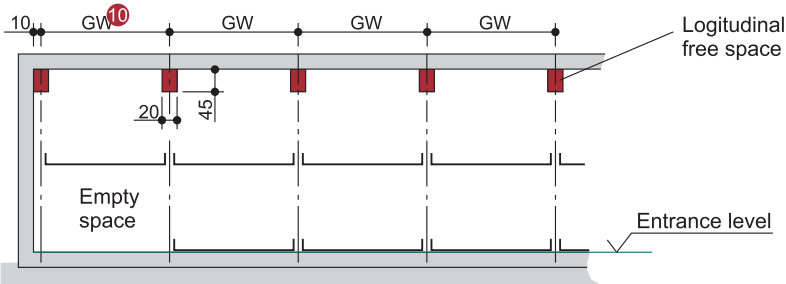 10 GW 10 GW GW GW
Logitudinal
free space
20
45
Empty
space
Entrance level